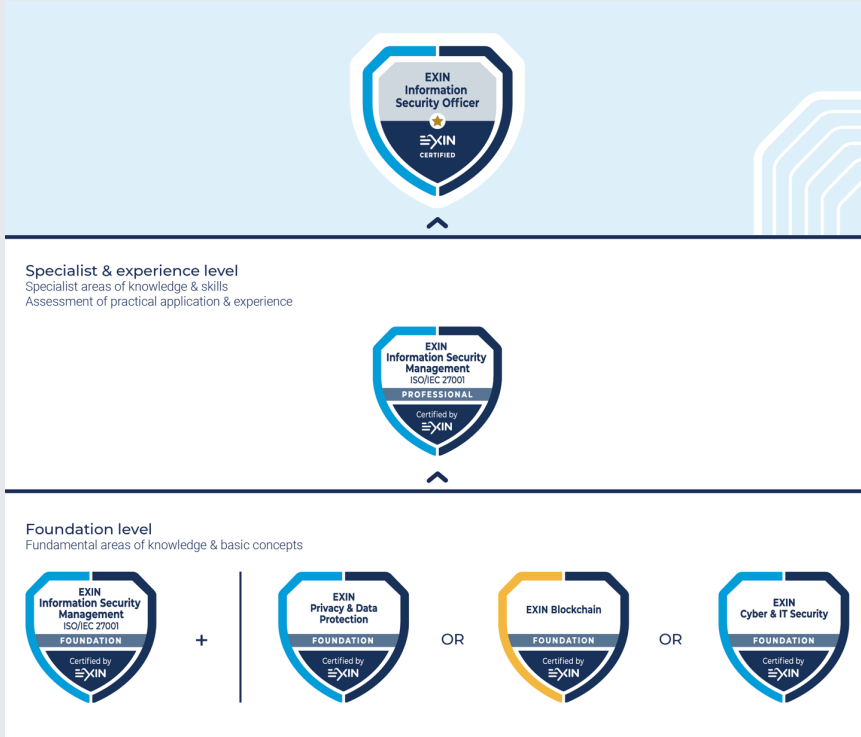 EXIN
Information
Security Officer
EXIN
CERTIFIED
Specialist & experience level
Specialist areas of knowledge & skills
Assessment of practical application & experience
EXIN
Information Security
Management
ISO/IEC 27001
PROFESSIONAL
Certified by
EXIN
Foundation level
Fundamental areas of knowledge & basic concepts
EXIN
Information Security
Management
ISO/IEC 27001
FOUNDATION
Certified by
EXIN
+
EXIN
Privacy & Data
Protection
FOUNDATION
Certified by
EXIN
OR
EXIN Blockchain
FOUNDATION
Certified by
EXIN
OR
EXIN
Cyber & IT Security
FOUNDATION
Certified by
EXIN